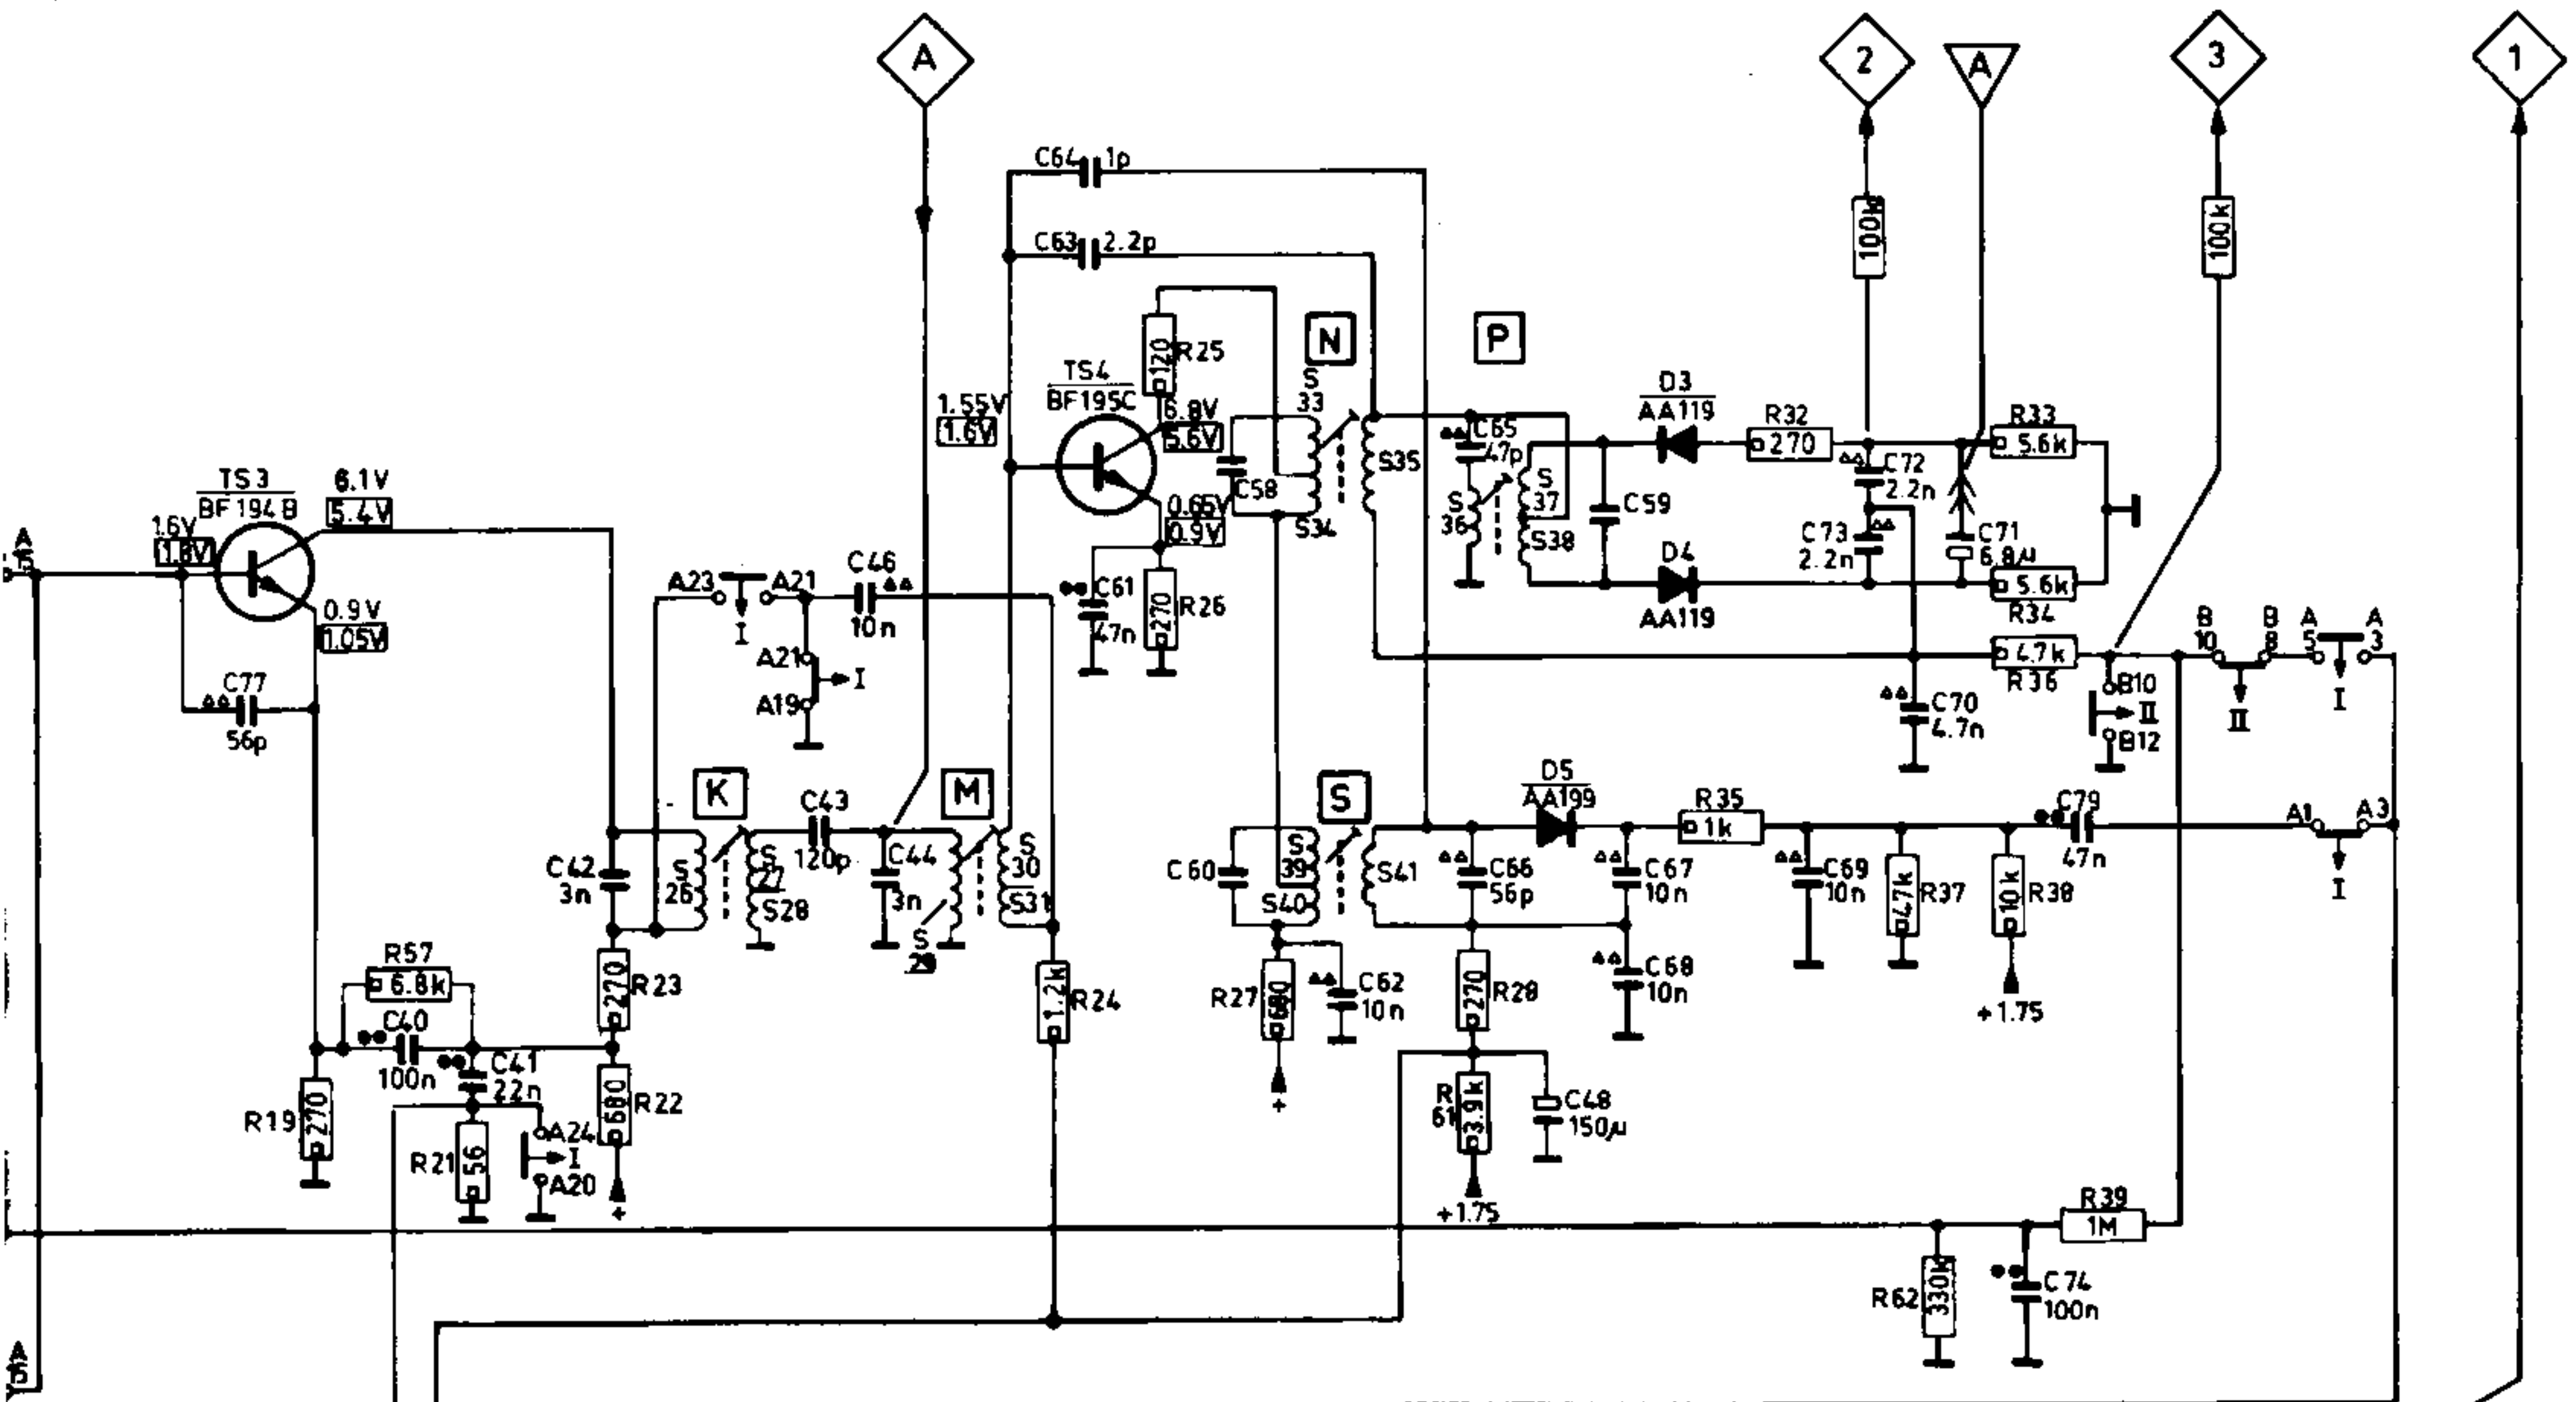 A
2
A
3
1
C64 1p
C63 2.2p
100k
100k
120
R25
N
P
TS4
BF195C
1.55V
1.6V
6.8V
5.6V
S
33
C58
S34
S35
C65
47p
S
36
S
37
S38
C59
D3
AA119
R32
270
C72
2.2n
C73
2.2n
C71
6.8µ
R33
5.6k
5.6k
R34
D4
AA119
TS3
BF194B
6.1V
5.4V
1.6V
0.9V
1.05V
C77
56p
A23
A21
I
C46
10n
A21
I
A19
0.65V
0.9V
C61
47n
270
R26
4.7k
R36
C70
4.7n
B10
II
B12
B
10
B
8
II
A
5
A
3
I
K
C43
120p
M
C42
3n
S
26
S
27
S28
C44
3n
S
29
S
30
S31
S
C60
S
39
S40
S41
C66
56p
D5
AA199
C67
10n
R35
1k
C69
10n
47k
R37
10k
R38
+1.75
C79
47n
A1
A3
I
R57
6.8k
C40
100n
C41
22n
270
R23
680
R22
+
R19
270
R21
56
A24
I
A20
1.2k
R24
R27
680
+
C62
10n
270
R28
C68
10n
R
61
3.9k
C48
150µ
+1.75
R39
1M
R62
330k
C74
100n